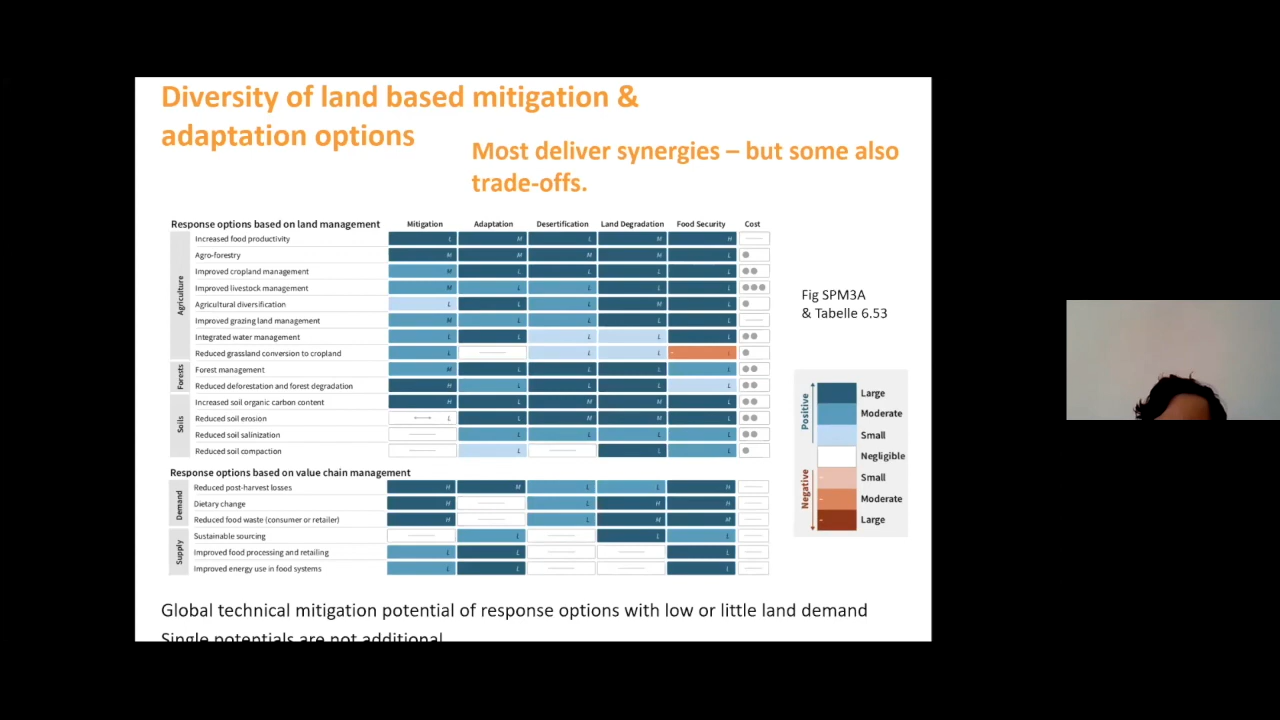 Diversity of land based mitigation &
adaptation options
Most deliver synergies – but some also
trade-offs.
Response options based on land management Mitigation Adaptation Desertification Land Degradation Food Security Cost
Agriculture
Increased food productivity L M L M H
Agro-forestry M M M M L
Improved cropland management M L L L L
Improved livestock management M L L L L
Agricultural diversification L L L M L
Improved grazing land management M L L L L
Integrated water management L L L L L
Reduced grassland conversion to cropland L L L - L
Forests
Forest management M L L L L
Reduced deforestation and forest degradation H L L L L
Soils
Increased soil organic carbon content H L M M L
Reduced soil erosion L L M M L
Reduced soil salinization L L L L
Reduced soil compaction L L L
Response options based on value chain management
Demand
Reduced post-harvest losses H M L L H
Dietary change H L H H
Reduced food waste (consumer or retailer) H L M M
Supply
Sustainable sourcing L L L
Improved food processing and retailing L L L
Improved energy use in food systems L L L
Fig SPM3A
& Tabelle 6.53
Positive
Large
Moderate
Small
Negligible
Negative
Small
Moderate
Large
Global technical mitigation potential of response options with low or little land demand
Single potentials are not additional